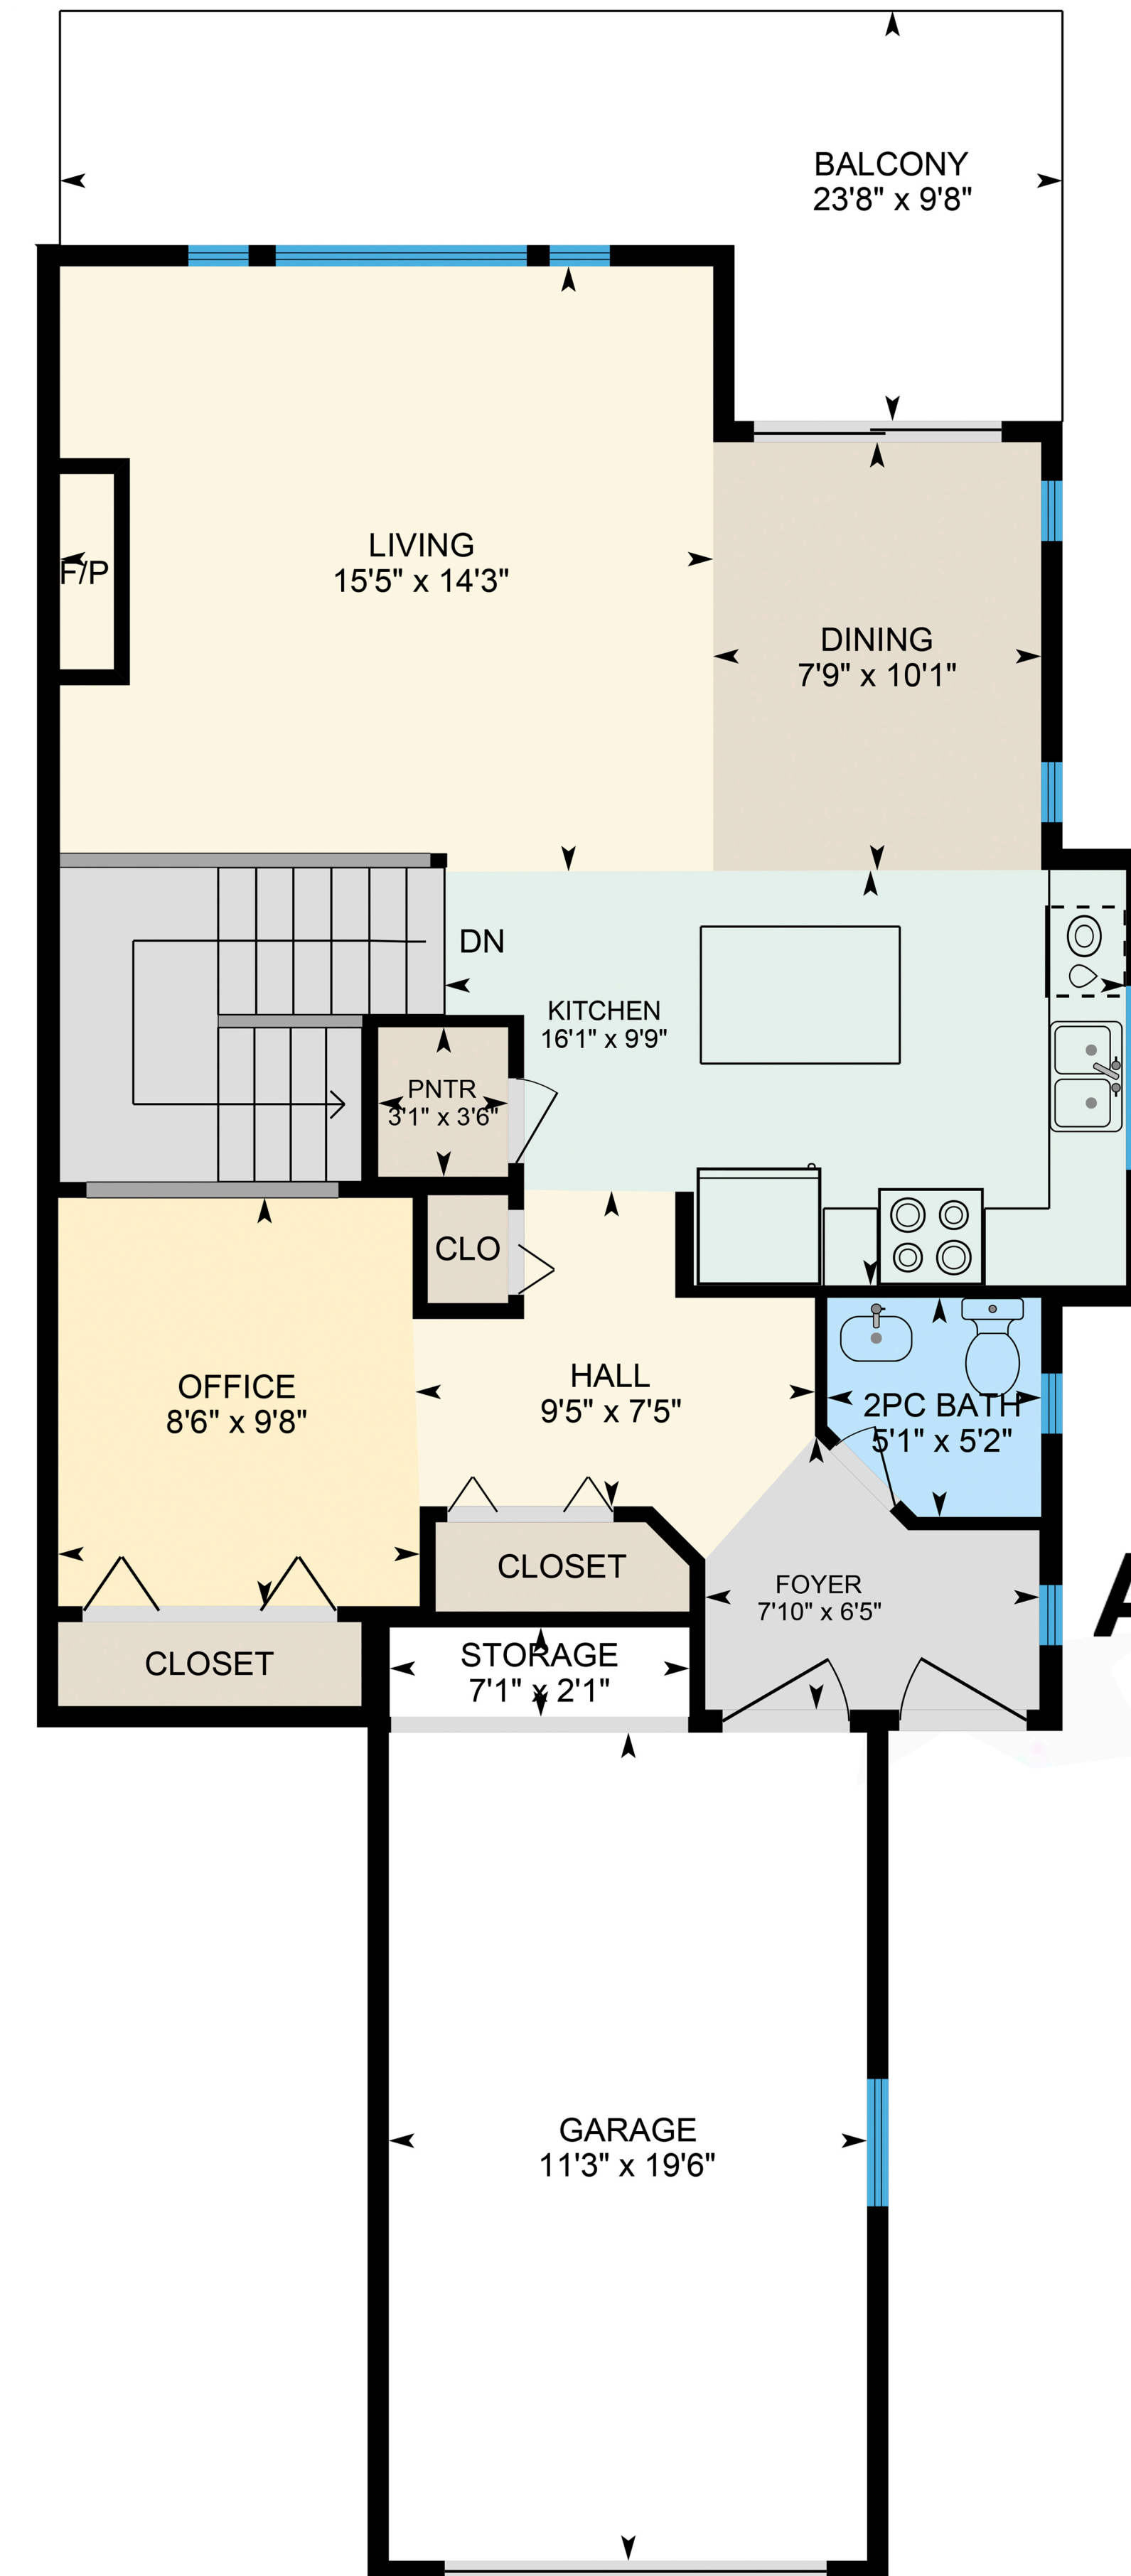 BALCONY
23'8" x 9'8"
LIVING
15'5" x 14'3"
F/P
DINING
7'9" x 10'1"
DN
KITCHEN
16'1" x 9'9"
PNTR
3'1" x 3'6"
CLO
OFFICE
8'6" x 9'8"
HALL
9'5" x 7'5"
2PC BATH
5'1" x 5'2"
CLOSET
FOYER
7'10" x 6'5"
CLOSET
STORAGE
7'1" x 2'1"
A
GARAGE
11'3" x 19'6"